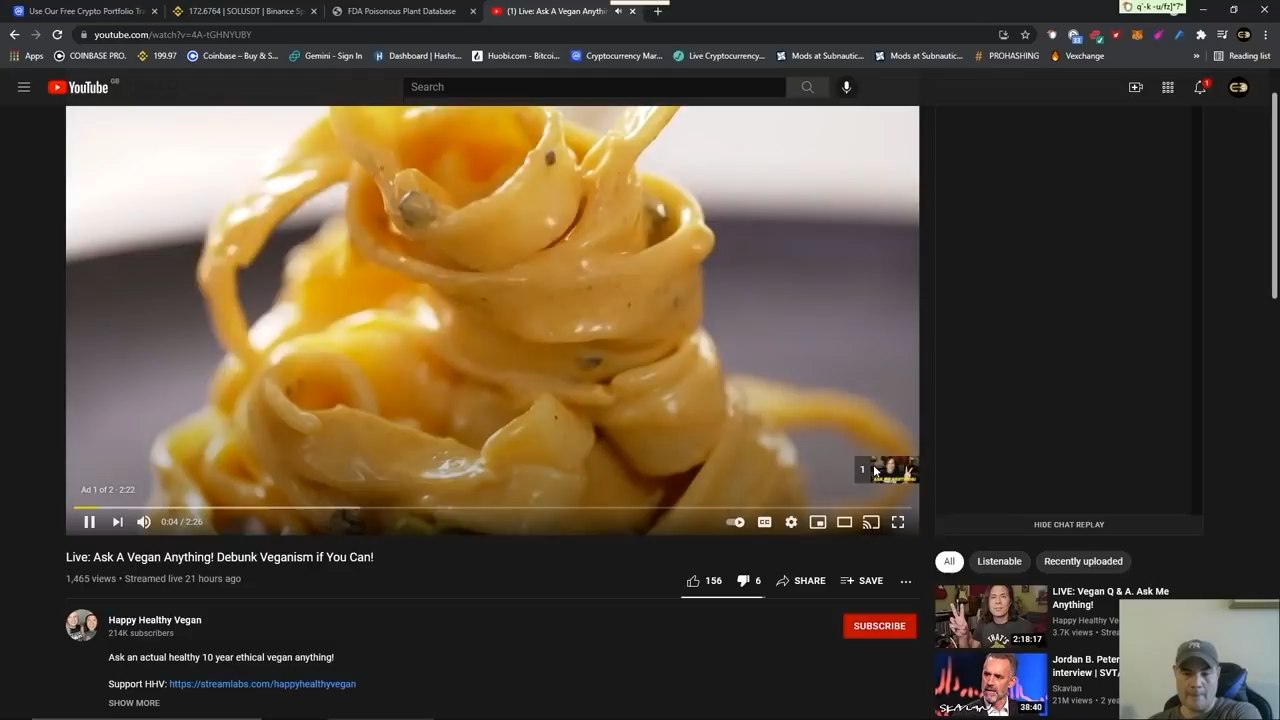 Use Our Free Crypto Portfolio Tra
172.6764 | SOLUSDT | Binance Sp
FDA Poisonous Plant Database
(1) Live: Ask A Vegan Anythi
youtube.com/watch?v=4A-tGHNYUBY
Apps
COINBASE PRO.
199.97
Coinbase – Buy & S...
Gemini - Sign In
Dashboard | Hash...
Huobi.com - Bitcoi...
Cryptocurrency Mar...
Live Cryptocurrency...
Mods at Subnautic...
Mods at Subnautic...
PROHASHING
Vexchange
»
Reading list
YouTube GB
Search
1
Ad 1 of 2 · 2:22
1
0:04 / 2:26
HIDE CHAT REPLAY
Live: Ask A Vegan Anything! Debunk Veganism if You Can!
1,465 views • Streamed live 21 hours ago
156
6
SHARE
SAVE
All
Listenable
Recently uploaded
Happy Healthy Vegan
214K subscribers
SUBSCRIBE
Ask an actual healthy 10 year ethical vegan anything!
Support HHV: https://streamlabs.com/happyhealthyvegan
SHOW MORE
LIVE: Vegan Q & A. Ask Me
Anything!
Happy Healthy Ve
3.7K views • Strea
2:18:17
Jordan B. Peter
interview | SVT/
Skavlan
21M views • 2 yea
38:40